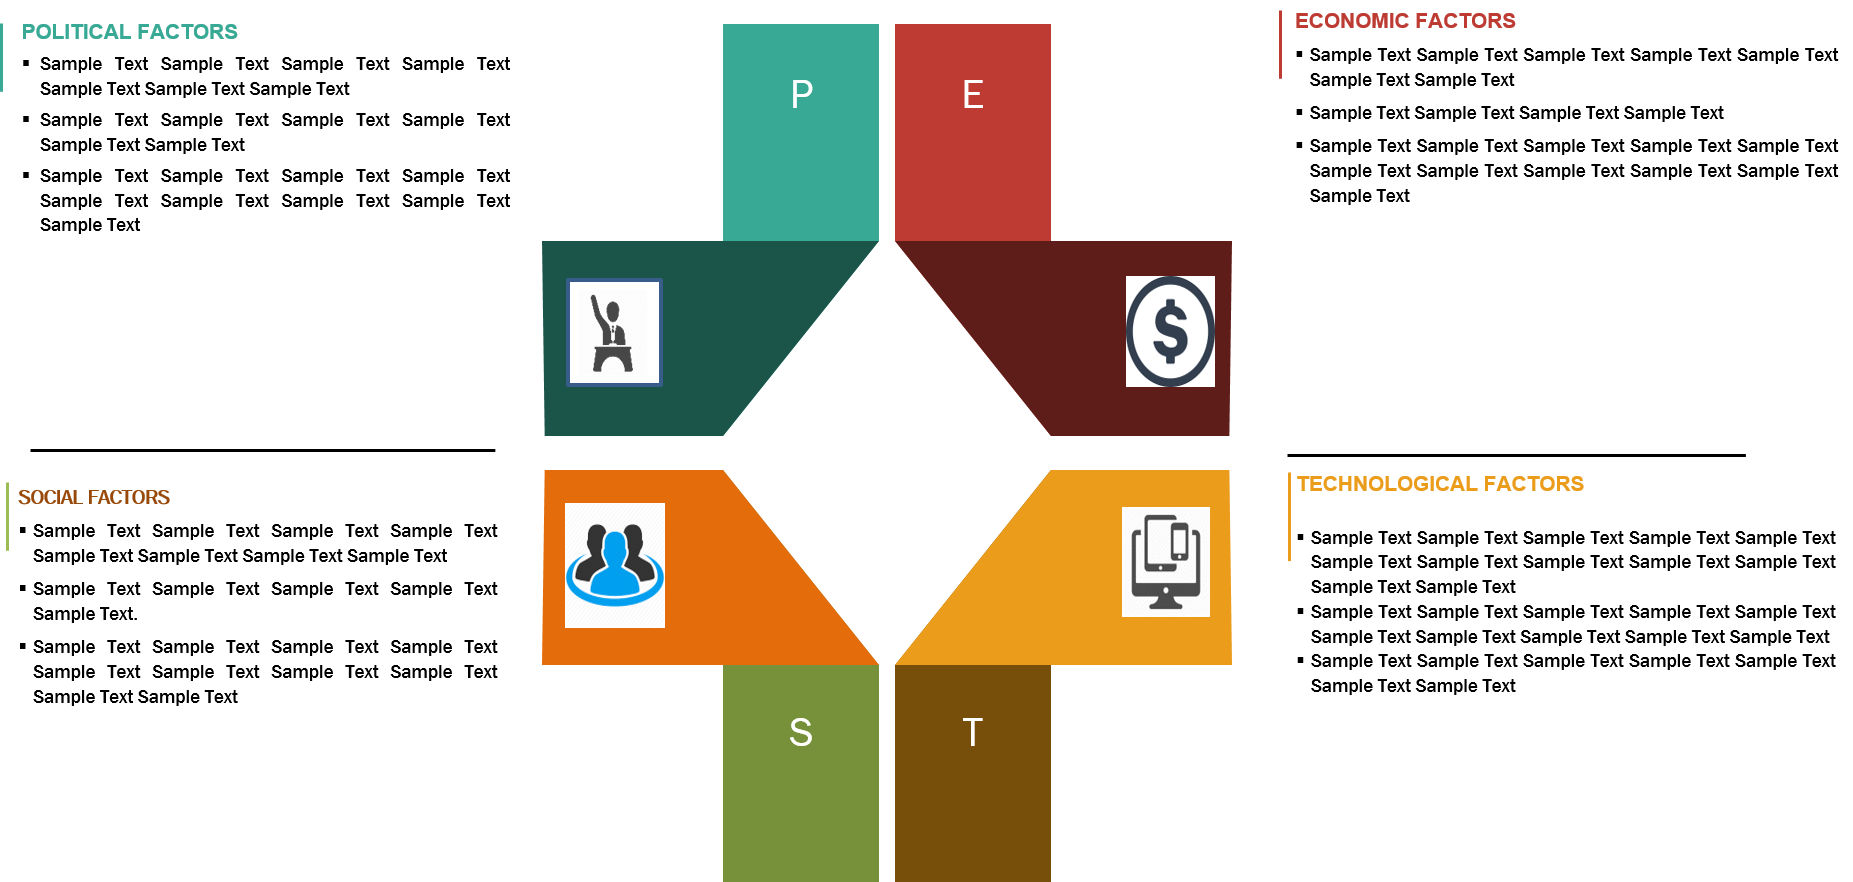 POLITICAL FACTORS
▪ Sample Text Sample Text Sample Text Sample Text
Sample Text Sample Text Sample Text
▪ Sample Text Sample Text Sample Text Sample Text
Sample Text Sample Text
▪ Sample Text Sample Text Sample Text Sample Text
Sample Text Sample Text Sample Text Sample Text
Sample Text
P
E
ECONOMIC FACTORS
▪ Sample Text Sample Text Sample Text Sample Text Sample Text
Sample Text Sample Text
▪ Sample Text Sample Text Sample Text Sample Text
▪ Sample Text Sample Text Sample Text Sample Text Sample Text
Sample Text Sample Text Sample Text Sample Text Sample Text
Sample Text
$
SOCIAL FACTORS
▪ Sample Text Sample Text Sample Text Sample Text
Sample Text Sample Text Sample Text Sample Text
▪ Sample Text Sample Text Sample Text Sample Text
Sample Text.
▪ Sample Text Sample Text Sample Text Sample Text
Sample Text Sample Text Sample Text Sample Text
Sample Text Sample Text
S
T
TECHNOLOGICAL FACTORS
▪ Sample Text Sample Text Sample Text Sample Text Sample Text
Sample Text Sample Text Sample Text Sample Text Sample Text
Sample Text Sample Text
▪ Sample Text Sample Text Sample Text Sample Text Sample Text
Sample Text Sample Text Sample Text Sample Text Sample Text
▪ Sample Text Sample Text Sample Text Sample Text Sample Text
Sample Text Sample Text